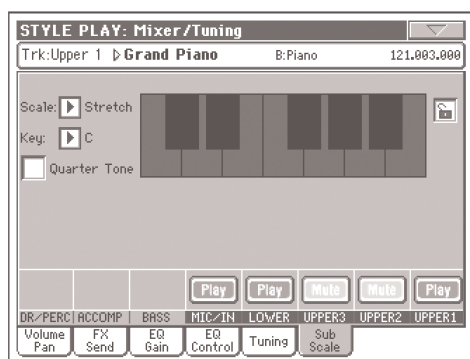 STYLE PLAY: Mixer/Tuning
Trk:Upper 1 Grand Piano B:Piano 121.003.000
Scale: Stretch
Key: C
Quarter Tone
Play Play Mute Mute Play
DR/PERC ACCOMP BASS MIC/IN LOWER UPPER3 UPPER2 UPPER1
Volume Pan FX Send EQ Gain EQ Control Tuning Sub Scale